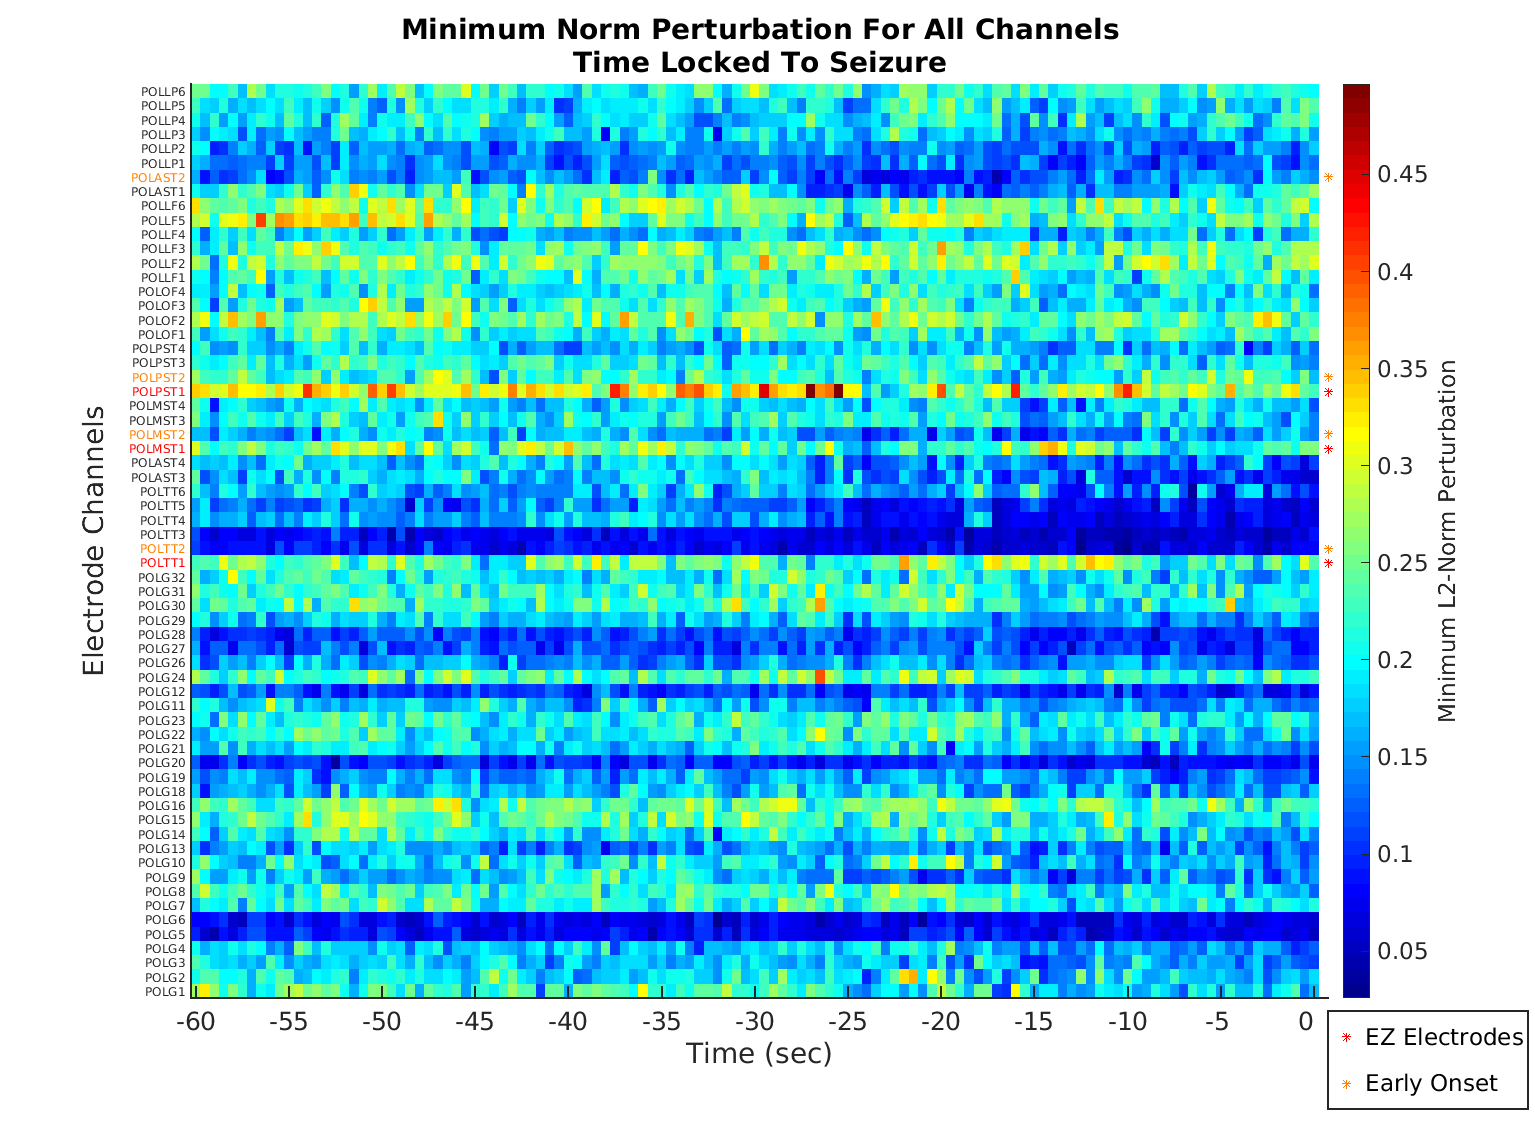 Minimum Norm Perturbation For All Channels
Time Locked To Seizure
Electrode Channels
POLLP6
POLLP5
POLLP4
POLLP3
POLLP2
POLLP1
POLAST2
POLAST1
POLLF6
POLLF5
POLLF4
POLLF3
POLLF2
POLLF1
POLOF4
POLOF3
POLOF2
POLOF1
POLPST4
POLPST3
POLPST2
POLPST1
POLMST4
POLMST3
POLMST2
POLMST1
POLAST4
POLAST3
POLTT6
POLTT5
POLTT4
POLTT3
POLTT2
POLTT1
POLG32
POLG31
POLG30
POLG29
POLG28
POLG27
POLG26
POLG24
POLG12
POLG11
POLG23
POLG22
POLG21
POLG20
POLG19
POLG18
POLG16
POLG15
POLG14
POLG13
POLG10
POLG9
POLG8
POLG7
POLG6
POLG5
POLG4
POLG3
POLG2
POLG1
-60 -55 -50 -45 -40 -35 -30 -25 -20 -15 -10 -5 0
Time (sec)
0.45
0.4
0.35
0.3
0.25
0.2
0.15
0.1
0.05
Minimum L2-Norm Perturbation
EZ Electrodes
Early Onset